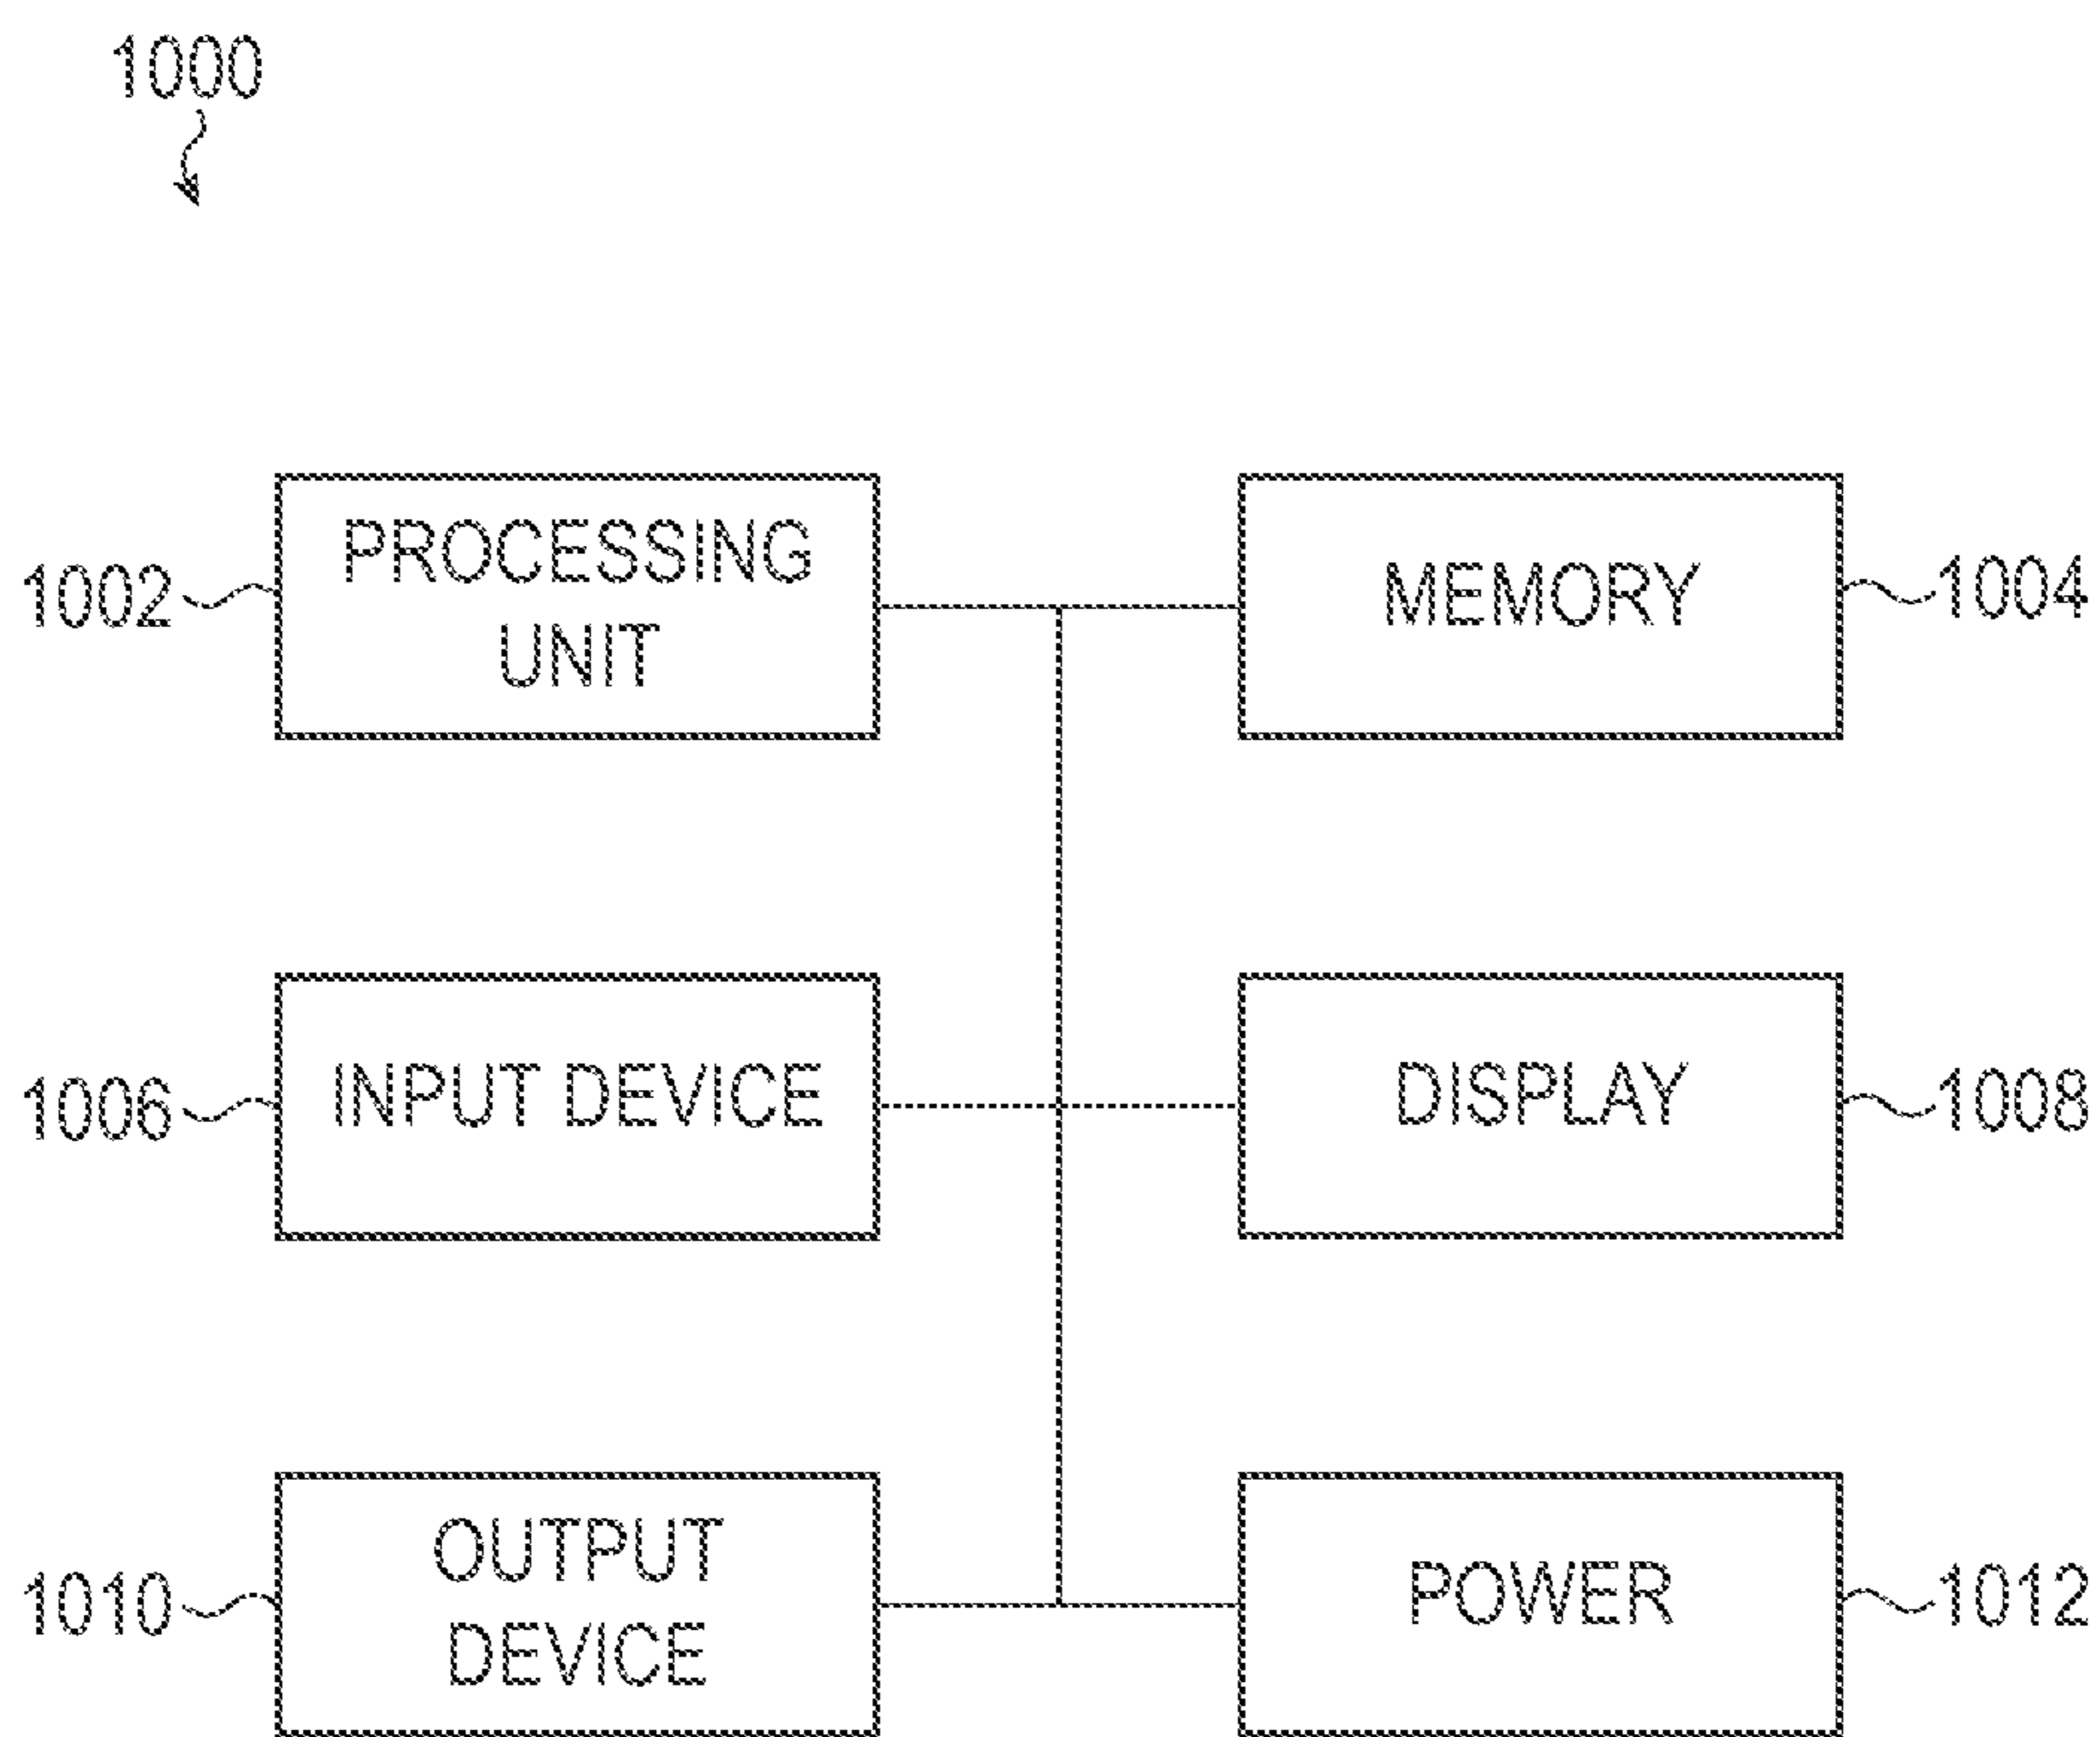 1000
PROCESSING
UNIT
MEMORY
1002
1004
INPUT DEVICE
DISPLAY
1006
1008
OUTPUT
DEVICE
POWER
1010
1012